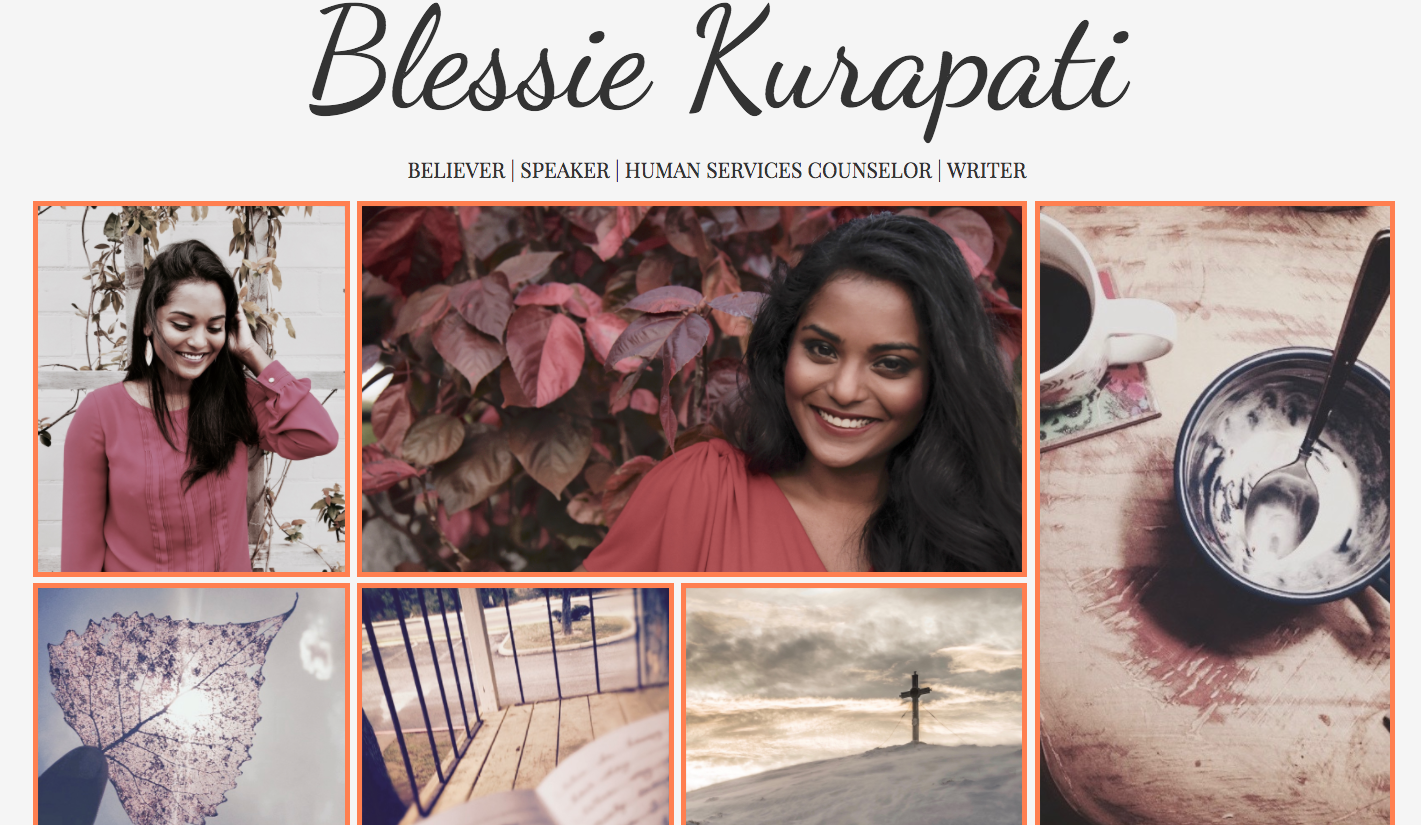 Blessie Kurapati
BELIEVER | SPEAKER | HUMAN SERVICES COUNSELOR | WRITER